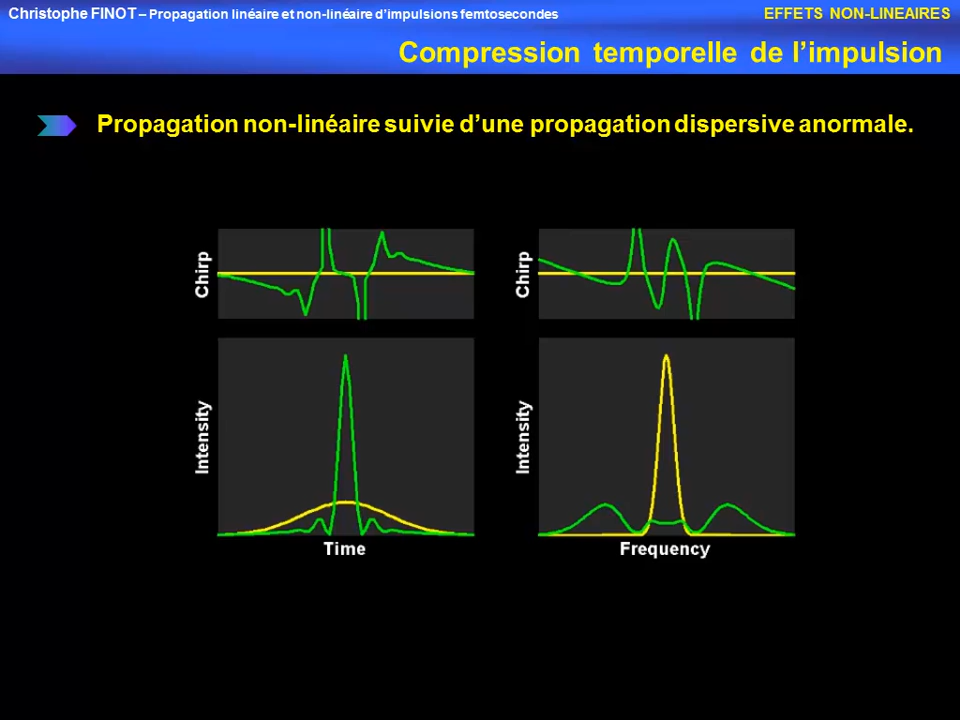 Christophe FINOT – Propagation linéaire et non-linéaire d’impulsions femtosecondes
EFFETS NON-LINEAIRES
Compression temporelle de l’impulsion
Propagation non-linéaire suivie d’une propagation dispersive anormale.
Chirp
Chirp
Intensity
Intensity
Time
Frequency